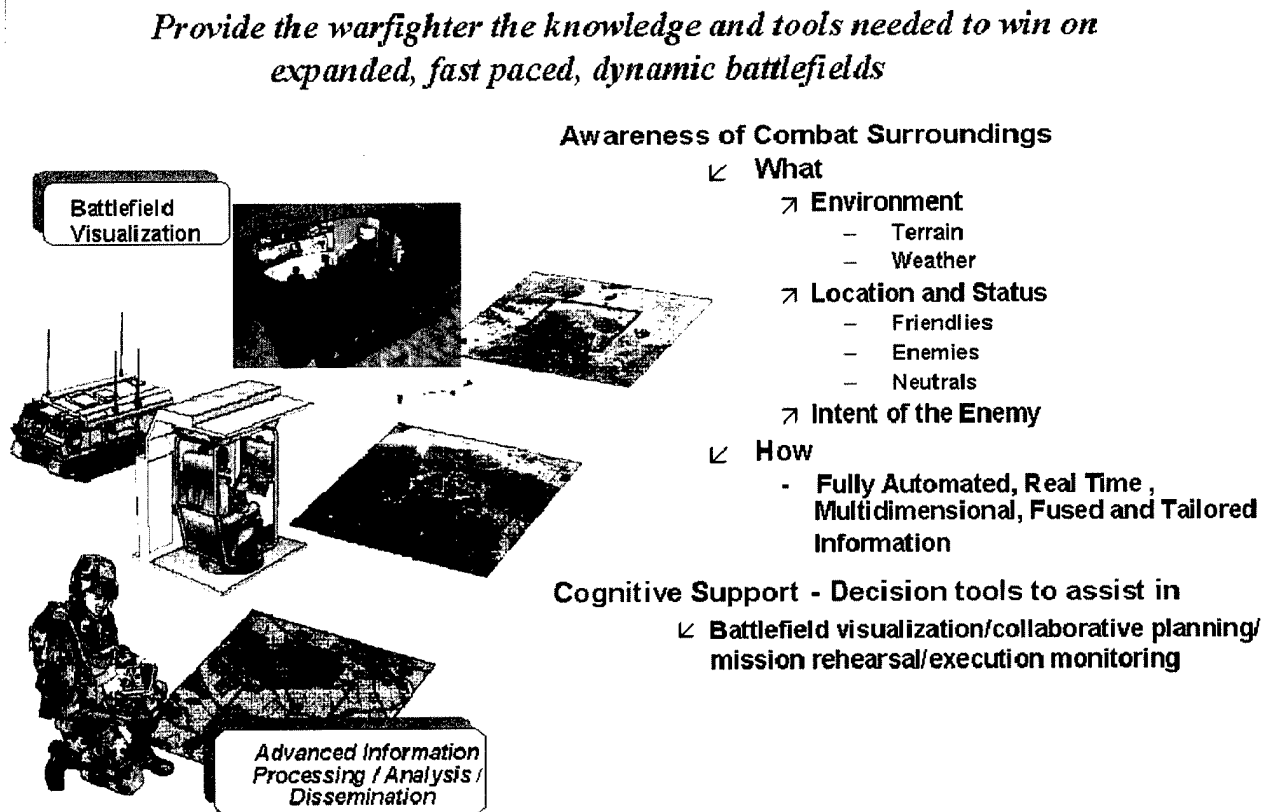 Provide the warfighter the knowledge and tools needed to win on
expanded, fast paced, dynamic battlefields
Battlefield
Visualization
Awareness of Combat Surroundings
↙ What
↗ Environment
– Terrain
– Weather
↗ Location and Status
– Friendlies
– Enemies
– Neutrals
↗ Intent of the Enemy
↙ How
- Fully Automated, Real Time ,
Multidimensional, Fused and Tailored
Information
Cognitive Support - Decision tools to assist in
↙ Battlefield visualization/collaborative planning/
mission rehearsal/execution monitoring
Advanced Information
Processing / Analysis /
Dissemination